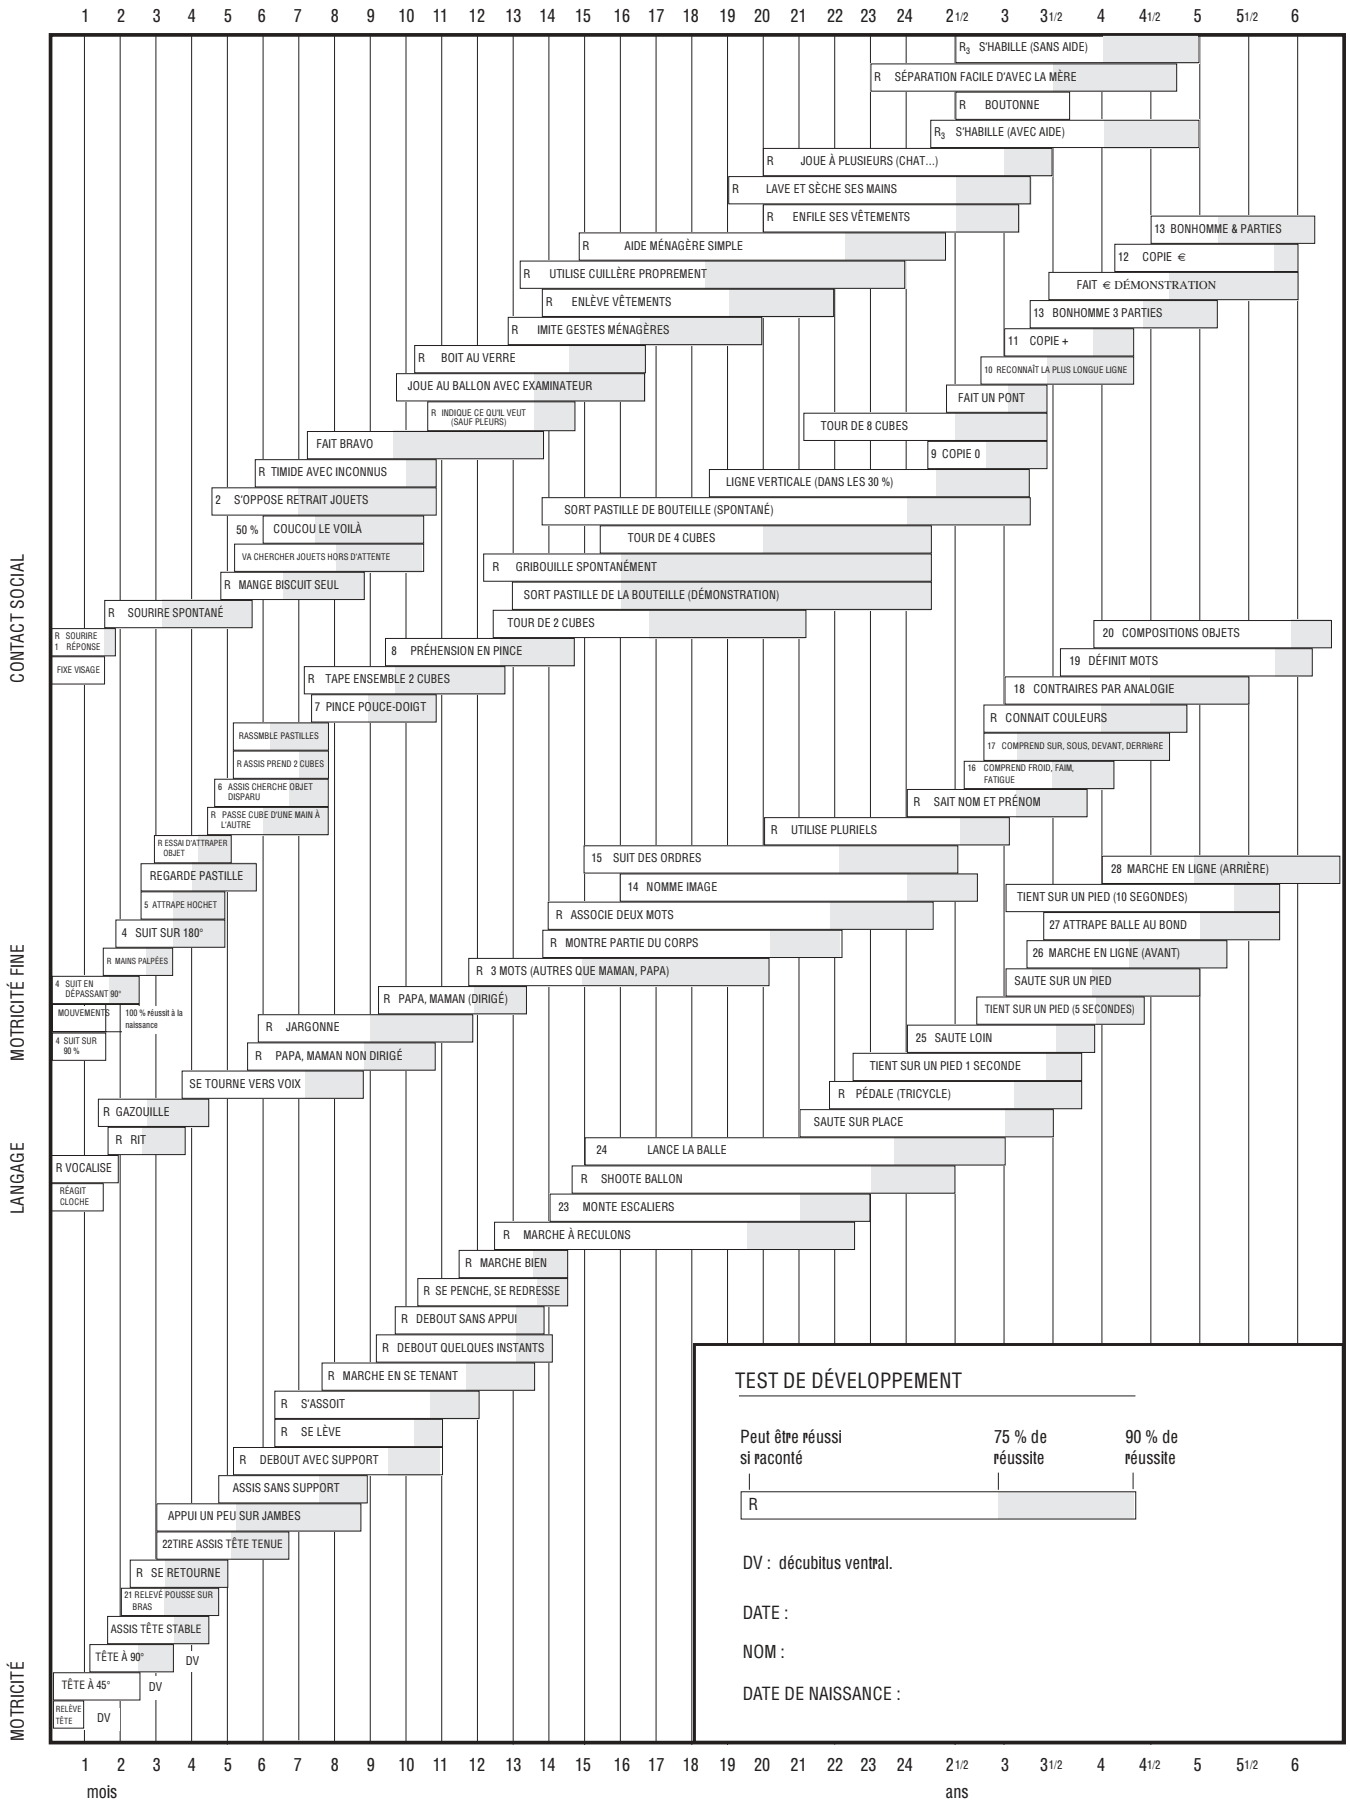 1 2 3 4 5 6 7 8 9 10 11 12 13 14 15 16 17 18 19 20 21 22 23 24 2 1/2 3 3 1/2 4 4 1/2 5 5 1/2 6
R3 S'HABILLE (SANS AIDE)
R SÉPARATION FACILE D'AVEC LA MÈRE
R BOUTONNE
R3 S'HABILLE (AVEC AIDE)
R JOUE À PLUSIEURS (CHAT...)
R LAVE ET SÈCHE SES MAINS
R ENFILE SES VÊTEMENTS
13 BONHOMME & PARTIES
R AIDE MÉNAGÈRE SIMPLE
12 COPIE €
R UTILISE CUILLÈRE PROPREMENT
FAIT € DÉMONSTRATION
R ENLÈVE VÊTEMENTS
13 BONHOMME 3 PARTIES
R IMITE GESTES MÉNAGÈRES
11 COPIE +
R BOIT AU VERRE
10 RECONNAÎT LA PLUS LONGUE LIGNE
JOUE AU BALLON AVEC EXAMINATEUR
FAIT UN PONT
R INDIQUE CE QU'IL VEUT
(SAUF PLEURS)
TOUR DE 8 CUBES
FAIT BRAVO
9 COPIE 0
R TIMIDE AVEC INCONNUS
LIGNE VERTICALE (DANS LES 30 %)
2 S'OPPOSE RETRAIT JOUETS
SORT PASTILLE DE BOUTEILLE (SPONTANÉ)
50 % COUCOU LE VOILÀ
TOUR DE 4 CUBES
VA CHERCHER JOUETS HORS D'ATTENTE
R GRIBOUILLE SPONTANÉMENT
R MANGE BISCUIT SEUL
SORT PASTILLE DE LA BOUTEILLE (DÉMONSTRATION)
R SOURIRE SPONTANÉ
TOUR DE 2 CUBES
CONTACT SOCIAL
R SOURIRE
1 RÉPONSE
20 COMPOSITIONS OBJETS
8 PRÉHENSION EN PINCE
FIXE VISAGE
19 DÉFINIT MOTS
R TAPE ENSEMBLE 2 CUBES
18 CONTRAIRES PAR ANALOGIE
7 PINCE POUCE-DOIGT
R CONNAIT COULEURS
RASSMBLE PASTILLES
17 COMPREND SUR, SOUS, DEVANT, DERRIèRE
R ASSIS PREND 2 CUBES
16 COMPREND FROID, FAIM,
FATIGUE
6 ASSIS CHERCHE OBJET
DISPARU
R SAIT NOM ET PRÉNOM
R PASSE CUBE D'UNE MAIN À
L'AUTRE
R UTILISE PLURIELS
R ESSAI D'ATTRAPER
OBJET
15 SUIT DES ORDRES
28 MARCHE EN LIGNE (ARRIÈRE)
REGARDE PASTILLE
14 NOMME IMAGE
TIENT SUR UN PIED (10 SECONDES)
5 ATTRAPE HOCHET
R ASSOCIE DEUX MOTS
27 ATTRAPE BALLE AU BOND
4 SUIT SUR 180°
R MONTRE PARTIE DU CORPS
26 MARCHE EN LIGNE (AVANT)
MOTRICITÉ FINE
R MAINS PALPÉES
R 3 MOTS (AUTRES QUE MAMAN, PAPA)
SAUTE SUR UN PIED
4 SUIT EN
DÉPASSANT 90°
R PAPA, MAMAN (DIRIGÉ)
TIENT SUR UN PIED (5 SECONDES)
MOUVEMENTS
100 % réussit à la
naissance
R JARGONNE
25 SAUTE LOIN
4 SUIT SUR
90 %
R PAPA, MAMAN NON DIRIGÉ
TIENT SUR UN PIED 1 SECONDE
SE TOURNE VERS VOIX
R PÉDALE (TRICYCLE)
R GAZOUILLE
SAUTE SUR PLACE
R RIT
24 LANCE LA BALLE
LANGAGE
R VOCALISE
R SHOOTE BALLON
RÉAGIT
CLOCHE
23 MONTE ESCALIERS
R MARCHE À RECULONS
R MARCHE BIEN
R SE PENCHE, SE REDRESSE
R DEBOUT SANS APPUI
R DEBOUT QUELQUES INSTANTS
R MARCHE EN SE TENANT
R S'ASSOIT
R SE LÈVE
R DEBOUT AVEC SUPPORT
ASSIS SANS SUPPORT
APPUI UN PEU SUR JAMBES
22TIRE ASSIS TÊTE TENUE
R SE RETOURNE
21 RELEVÉ POUSSE SUR
BRAS
ASSIS TÊTE STABLE
TÊTE À 90° DV
MOTRICITÉ
TÊTE À 45° DV
RELÈVE
TÊTE
DV
TEST DE DÉVELOPPEMENT
Peut être réussi
si raconté
75 % de
réussite
90 % de
réussite
R
DV : décubitus ventral.
DATE :
NOM :
DATE DE NAISSANCE :
1 2 3 4 5 6 7 8 9 10 11 12 13 14 15 16 17 18 19 20 21 22 23 24 2 1/2 3 3 1/2 4 4 1/2 5 5 1/2 6
mois ans